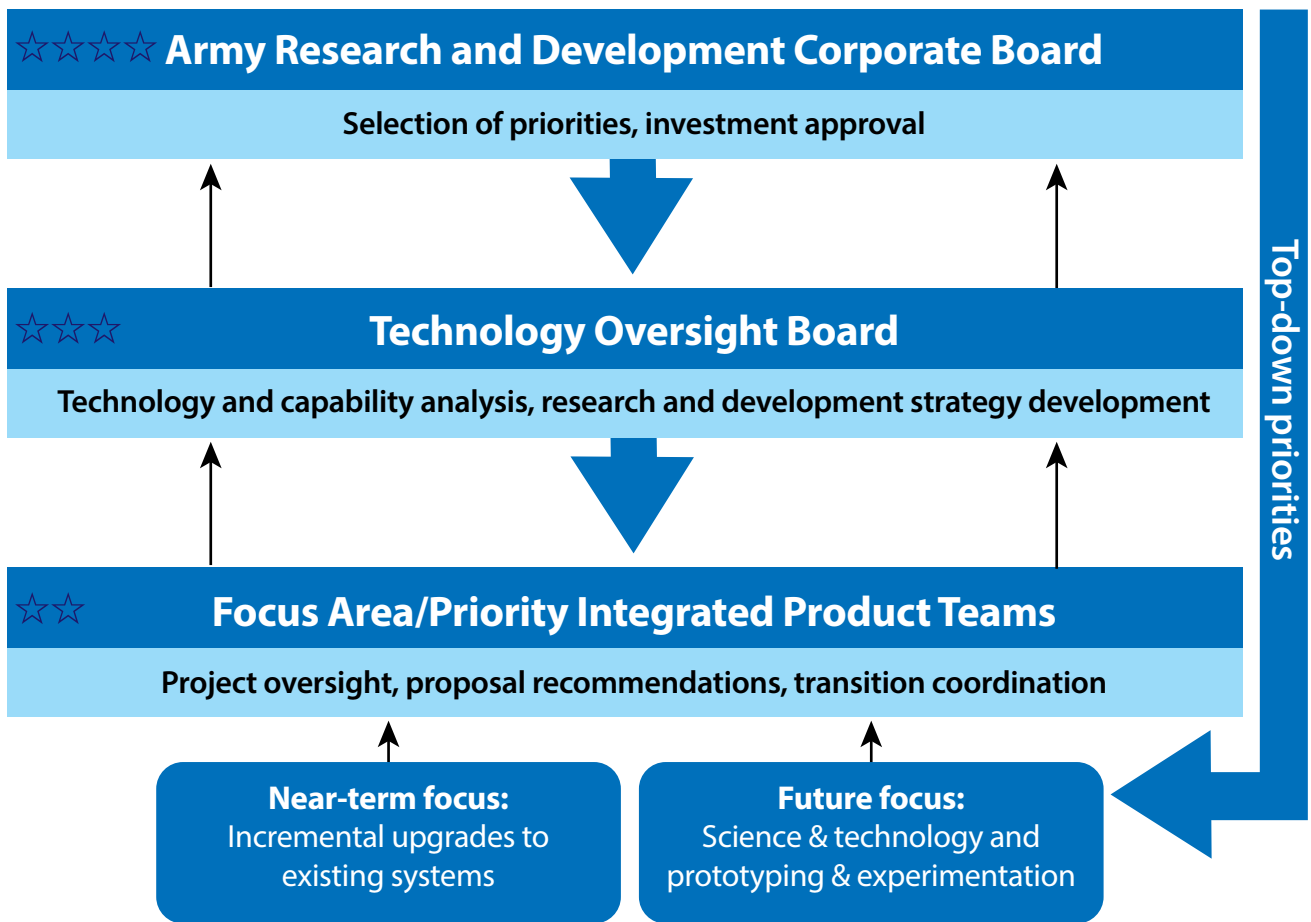 Army Research and Development Corporate Board
Selection of priorities, investment approval
Technology Oversight Board
Technology and capability analysis, research and development strategy development
Focus Area/Priority Integrated Product Teams
Project oversight, proposal recommendations, transition coordination
Near-term focus:
Incremental upgrades to
existing systems
Future focus:
Science & technology and
prototyping & experimentation
Top-down priorities